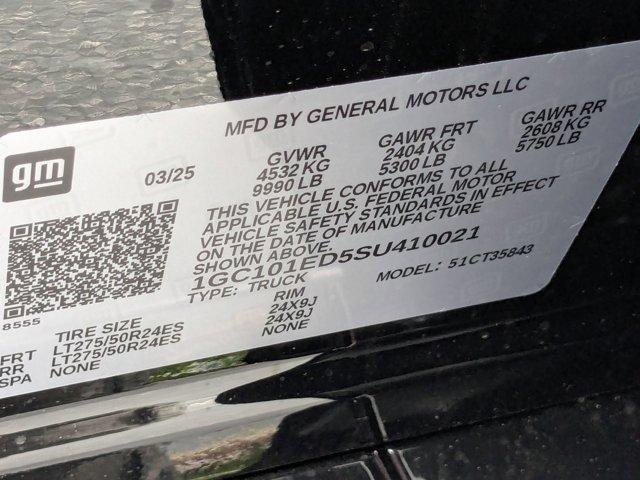 MFD BY GENERAL MOTORS LLC
gm
03/25
GVWR GAWR FRT GAWR RR
4532 KG 2404 KG 2608 KG
9990 LB 5300 LB 5750 LB
THIS VEHICLE CONFORMS TO ALL
APPLICABLE U.S. FEDERAL MOTOR
VEHICLE SAFETY STANDARDS IN EFFECT
ON THE DATE OF MANUFACTURE
SHOWN ABOVE.
1GC101ED5SU410021
TYPE: TRUCK MODEL: 51CT35843
8555
TIRE SIZE RIM
FRT LT275/50R24ES 24X9J
RR LT275/50R24ES 24X9J
SPA NONE NONE